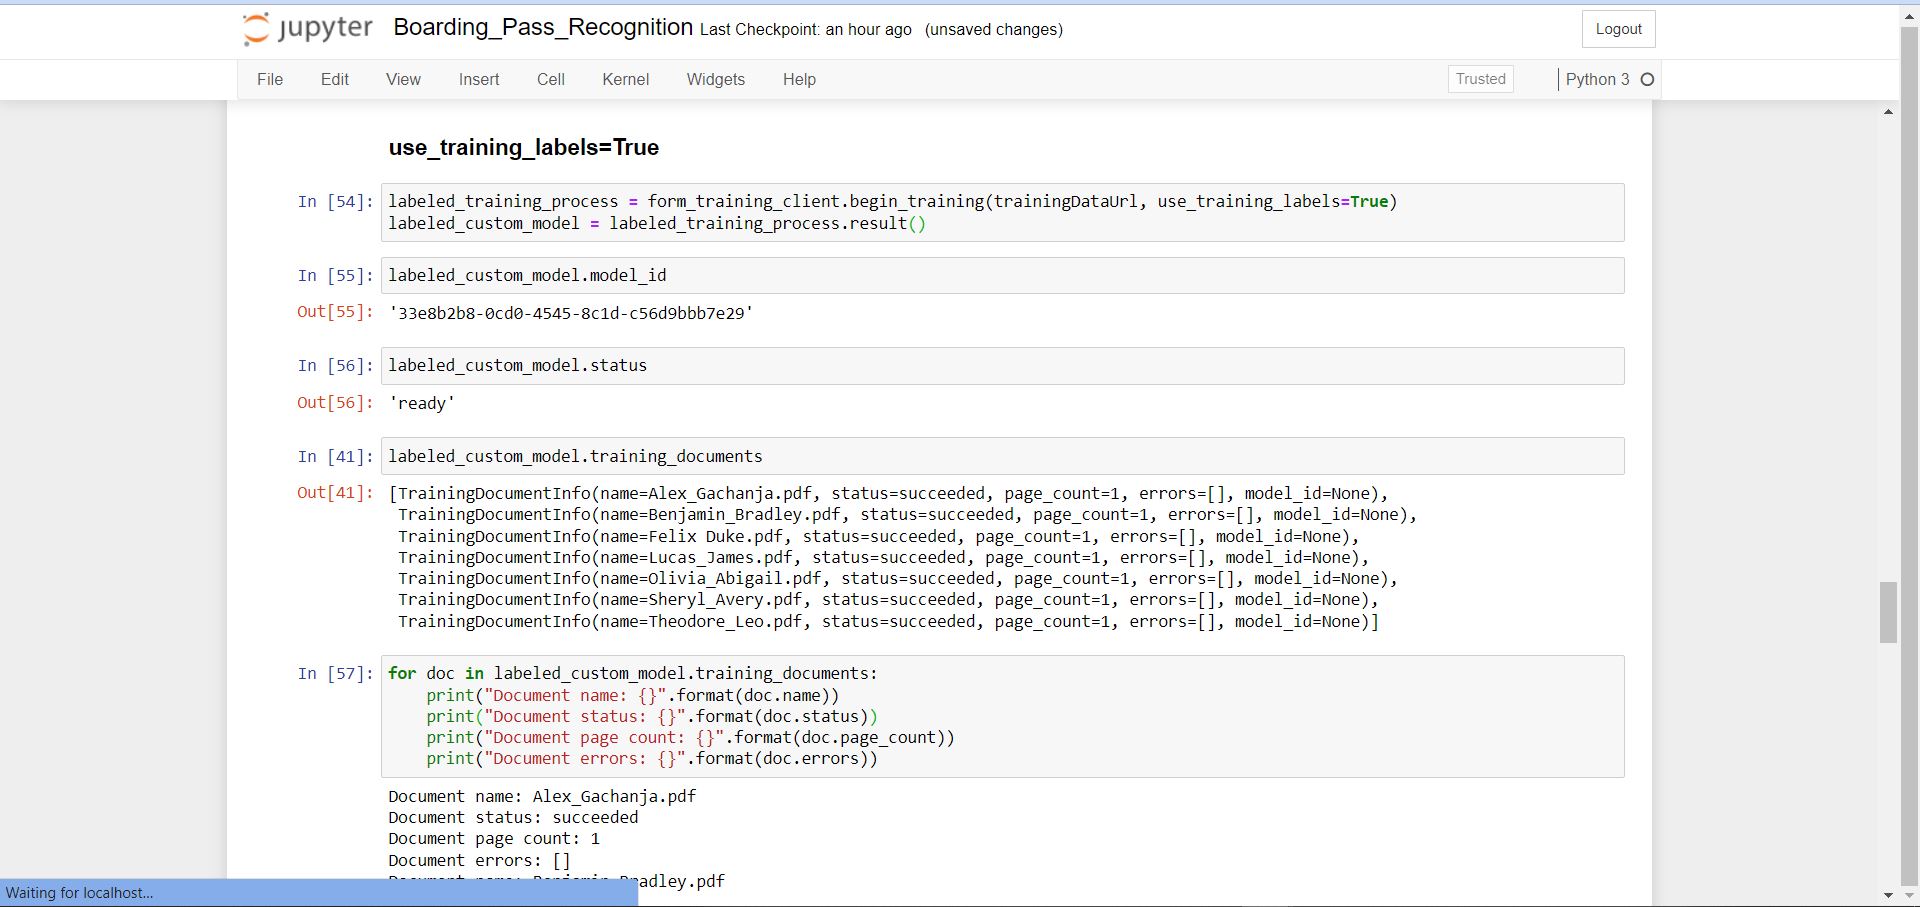 jupyter Boarding_Pass_Recognition Last Checkpoint: an hour ago (unsaved changes) Logout
File Edit View Insert Cell Kernel Widgets Help Trusted Python 3
use_training_labels=True
In [54]: labeled_training_process = form_training_client.begin_training(trainingDataUrl, use_training_labels=True)
labeled_custom_model = labeled_training_process.result()
In [55]: labeled_custom_model.model_id
Out[55]: '33e8b2b8-0cd0-4545-8c1d-c56d9bbb7e29'
In [56]: labeled_custom_model.status
Out[56]: 'ready'
In [41]: labeled_custom_model.training_documents
Out[41]: [TrainingDocumentInfo(name=Alex_Gachanja.pdf, status=succeeded, page_count=1, errors=[], model_id=None),
TrainingDocumentInfo(name=Benjamin_Bradley.pdf, status=succeeded, page_count=1, errors=[], model_id=None),
TrainingDocumentInfo(name=Felix Duke.pdf, status=succeeded, page_count=1, errors=[], model_id=None),
TrainingDocumentInfo(name=Lucas_James.pdf, status=succeeded, page_count=1, errors=[], model_id=None),
TrainingDocumentInfo(name=Olivia_Abigail.pdf, status=succeeded, page_count=1, errors=[], model_id=None),
TrainingDocumentInfo(name=Sheryl_Avery.pdf, status=succeeded, page_count=1, errors=[], model_id=None),
TrainingDocumentInfo(name=Theodore_Leo.pdf, status=succeeded, page_count=1, errors=[], model_id=None)]
In [57]: for doc in labeled_custom_model.training_documents:
print("Document name: {}".format(doc.name))
print("Document status: {}".format(doc.status))
print("Document page count: {}".format(doc.page_count))
print("Document errors: {}".format(doc.errors))
Document name: Alex_Gachanja.pdf
Document status: succeeded
Document page count: 1
Document errors: []
Document name: Benjamin_Bradley.pdf
Waiting for localhost...